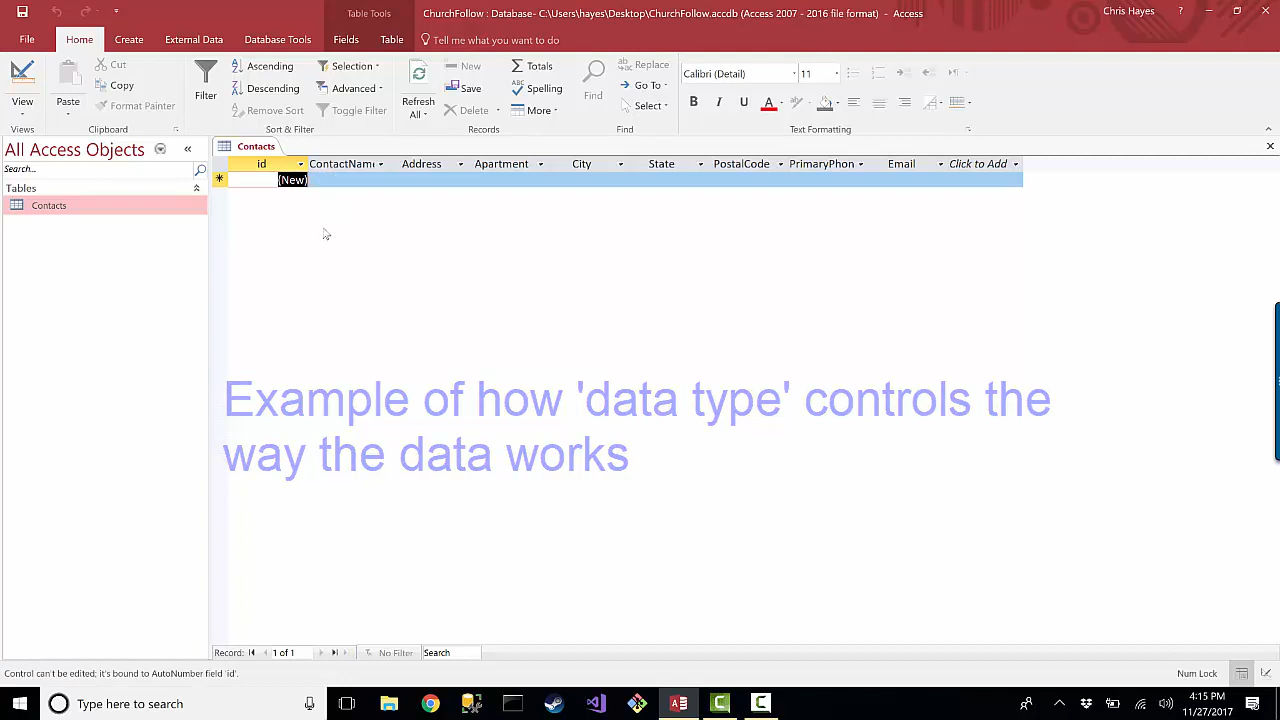 Table Tools
ChurchFollow : Database- C:\Users\hayes\Desktop\ChurchFollow.accdb (Access 2007 - 2016 file format) - Access
Chris Hayes
?
File
Home
Create
External Data
Database Tools
Fields
Table
Tell me what you want to do
View
Views
Paste
Cut
Copy
Format Painter
Clipboard
Filter
Ascending
Descending
Remove Sort
Selection
Advanced
Toggle Filter
Sort & Filter
Refresh
All
New
Save
Delete
Totals
Spelling
More
Records
Find
Replace
Go To
Select
Find
Calibri (Detail)
11
B I U A
Text Formatting
All Access Objects
Search...
Tables
Contacts
Contacts
id ContactName Address Apartment City State PostalCode PrimaryPhon Email Click to Add
(New)
Example of how 'data type' controls the
way the data works
Record: 1 of 1 No Filter Search
Control can't be edited; it's bound to AutoNumber field 'id'.
Num Lock
Type here to search
4:15 PM
11/27/2017